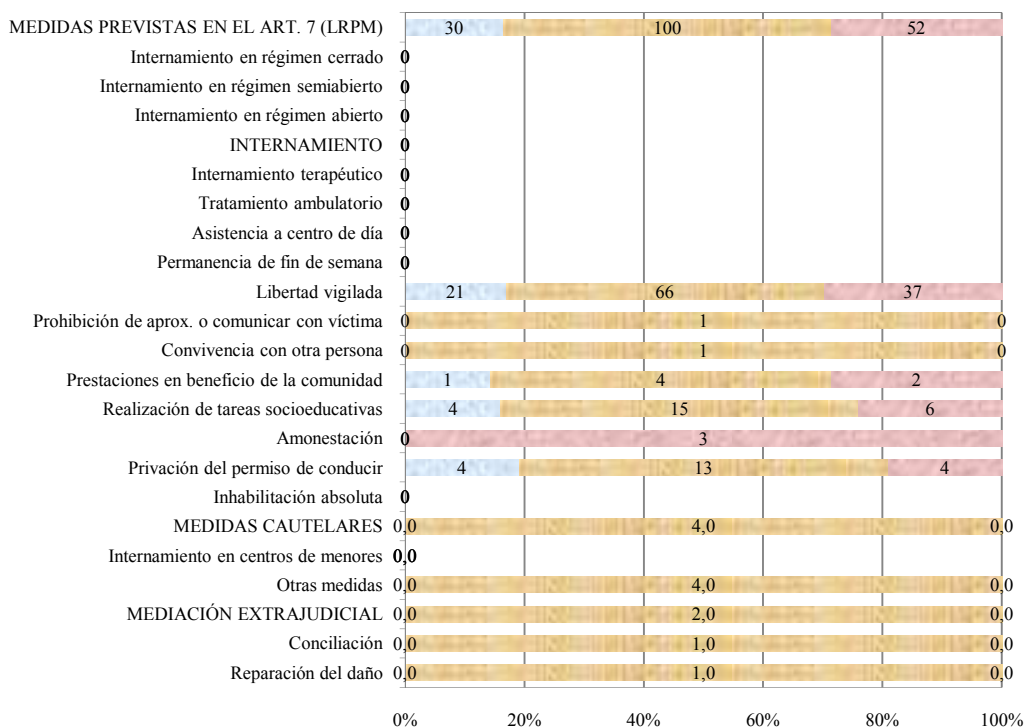 MEDIDAS PREVISTAS EN EL ART. 7 (LRPM) 30 100 52
Internamiento en régimen cerrado 0
Internamiento en régimen semiabierto 0
Internamiento en régimen abierto 0
INTERNAMIENTO 0
Internamiento terapéutico 0
Tratamiento ambulatorio 0
Asistencia a centro de día 0
Permanencia de fin de semana 0
Libertad vigilada 21 66 37
Prohibición de aprox. o comunicar con víctima 0 1 0
Convivencia con otra persona 0 1 0
Prestaciones en beneficio de la comunidad 1 4 2
Realización de tareas socioeducativas 4 15 6
Amonestación 0 3
Privación del permiso de conducir 4 13 4
Inhabilitación absoluta 0
MEDIDAS CAUTELARES 0,0 4,0 0,0
Internamiento en centros de menores 0,0
Otras medidas 0,0 4,0 0,0
MEDIACIÓN EXTRAJUDICIAL 0,0 2,0 0,0
Conciliación 0,0 1,0 0,0
Reparación del daño 0,0 1,0 0,0
0% 20% 40% 60% 80% 100%